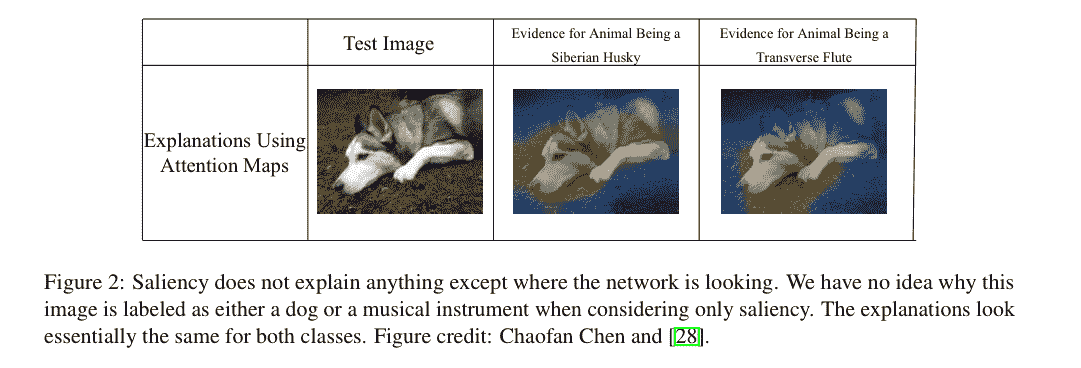 Test Image
Evidence for Animal Being a
Siberian Husky
Evidence for Animal Being a
Transverse Flute
Explanations Using
Attention Maps
Figure 2: Saliency does not explain anything except where the network is looking. We have no idea why this
image is labeled as either a dog or a musical instrument when considering only saliency. The explanations look
essentially the same for both classes. Figure credit: Chaofan Chen and [28].